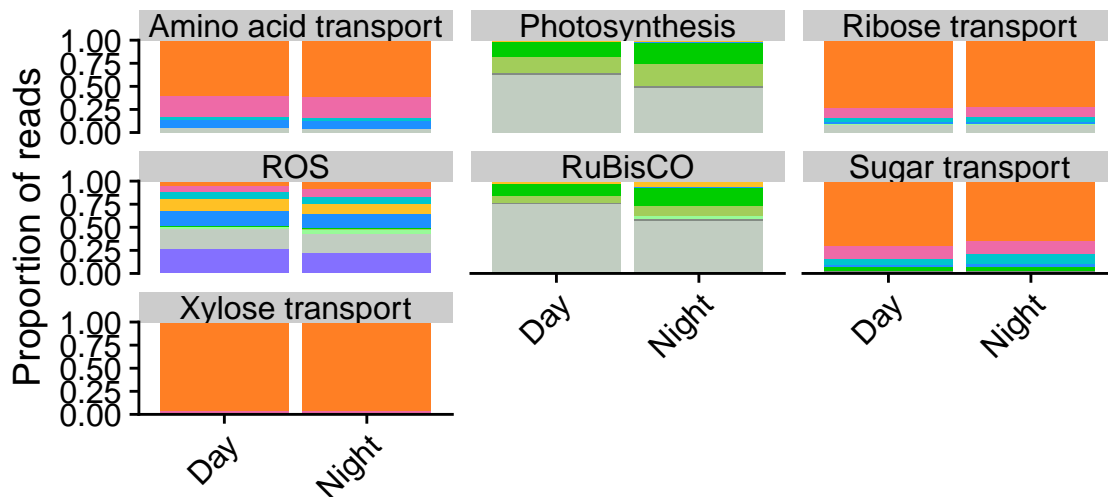 Amino acid transport
Photosynthesis
Ribose transport
1.00
0.75
0.50
0.25
0.00
ROS
RuBisCO
Sugar transport
1.00
0.75
0.50
0.25
0.00
Day
Night
Day
Night
Xylose transport
1.00
0.75
0.50
0.25
0.00
Day
Night
Proportion of reads